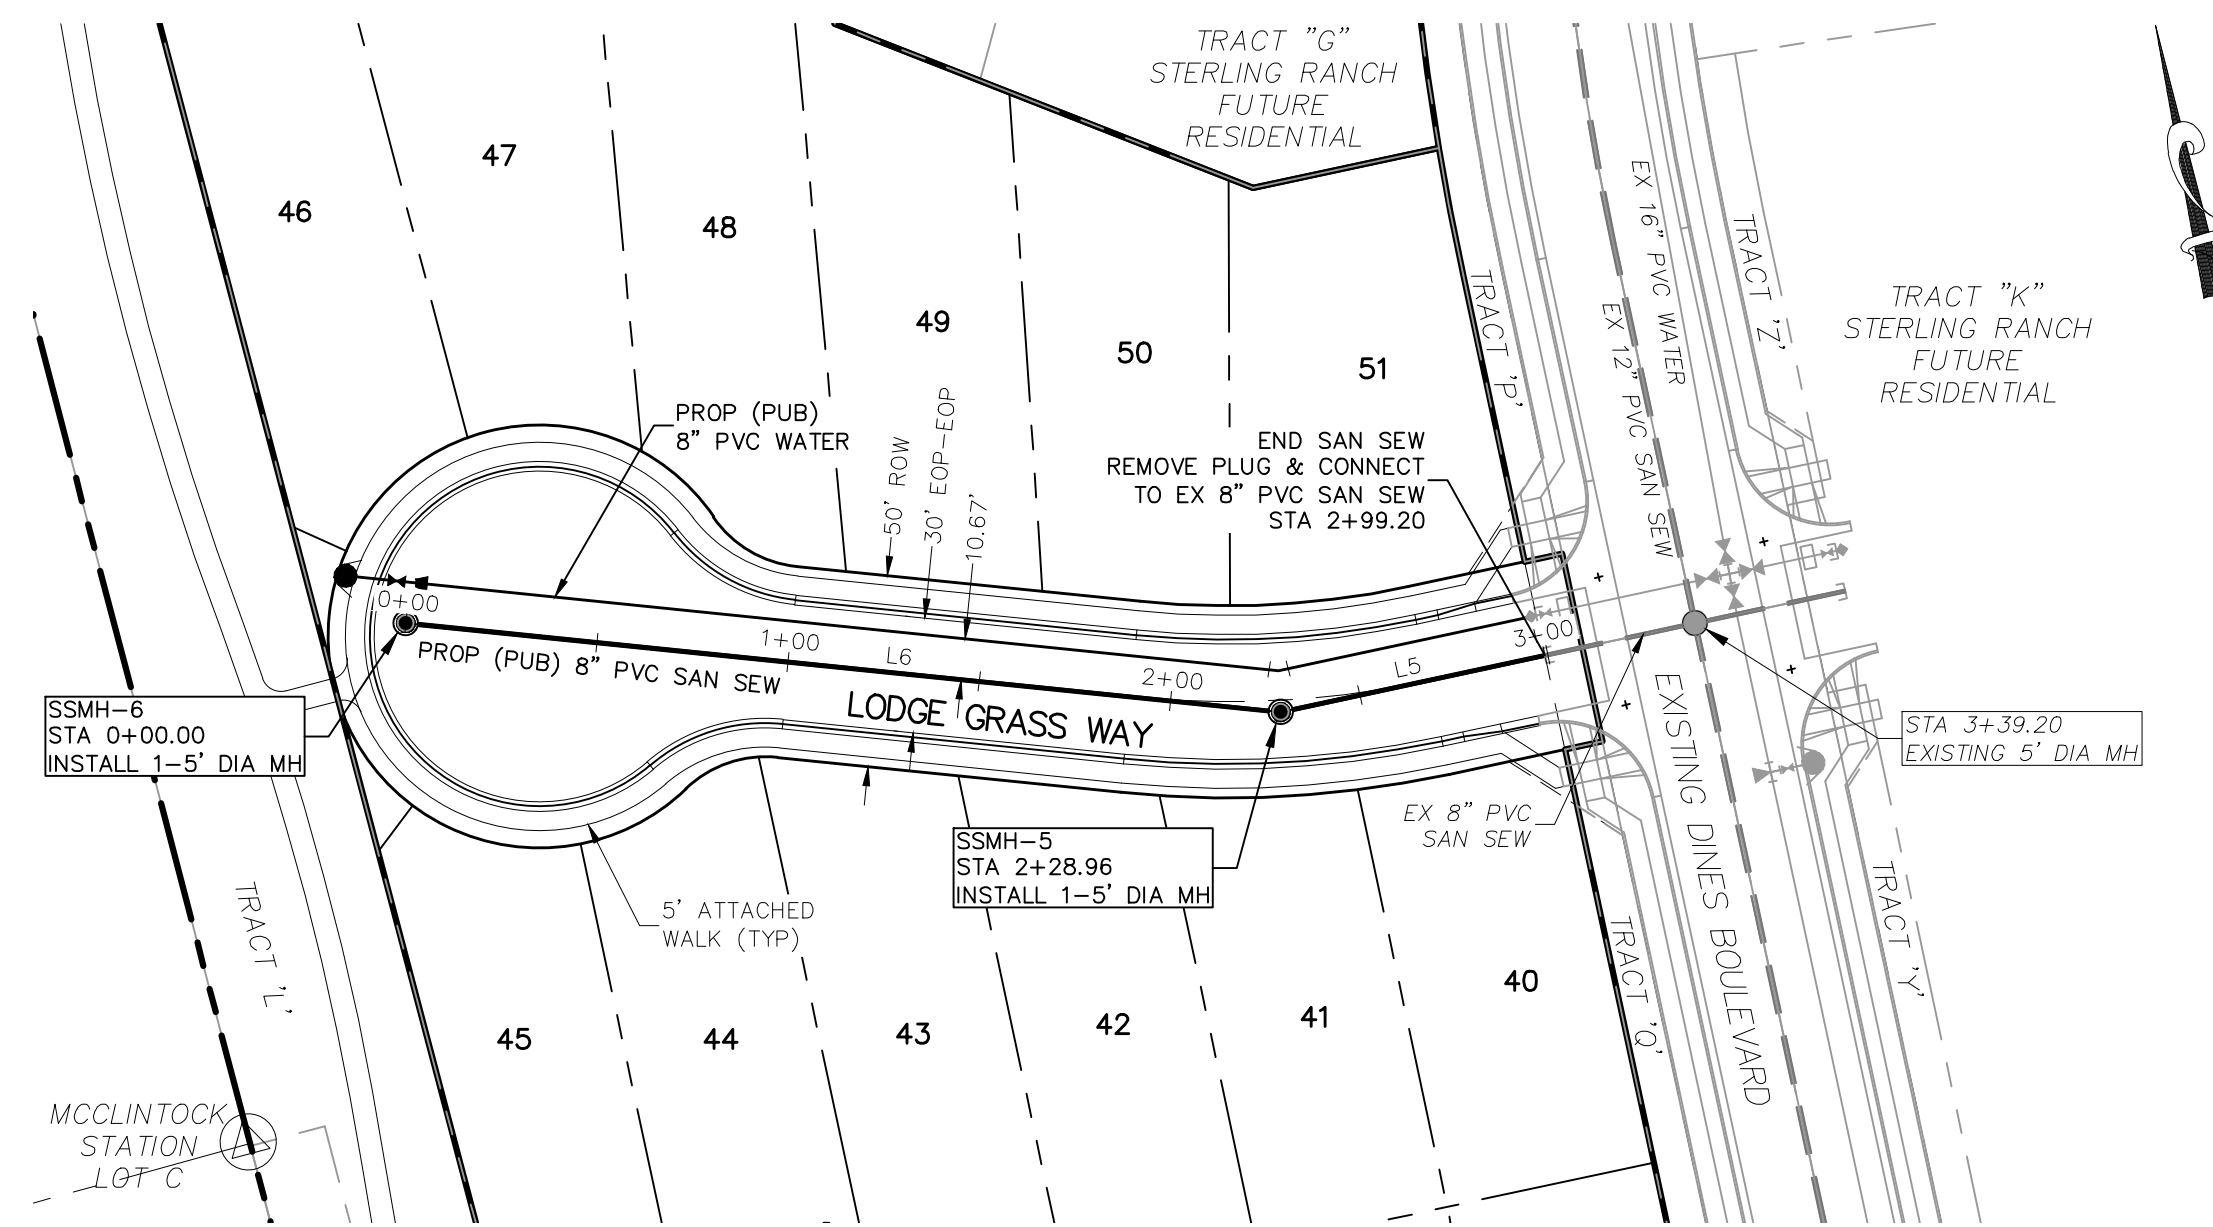 TRACT "G"
STERLING RANCH
FUTURE
RESIDENTIAL
47
46
48
49
50
51
EX 16" PVC WATER
EX 12" PVC SAN SEW
TRACT 'P'
TRACT 'Z'
TRACT "K"
STERLING RANCH
FUTURE
RESIDENTIAL
PROP (PUB)
8" PVC WATER
50' ROW
30' EOP-EOP
10.67'
END SAN SEW
REMOVE PLUG & CONNECT
TO EX 8" PVC SAN SEW
STA 2+99.20
0+00
1+00
L6
2+00
L5
3+00
PROP (PUB) 8" PVC SAN SEW
LODGE GRASS WAY
SSMH-6
STA 0+00.00
INSTALL 1-5' DIA MH
SSMH-5
STA 2+28.96
INSTALL 1-5' DIA MH
STA 3+39.20
EXISTING 5' DIA MH
EX 8" PVC
SAN SEW
EXISTING DINES BOULEVARD
5' ATTACHED
WALK (TYP)
TRACT 'L'
TRACT 'Q'
TRACT 'Y'
45
44
43
42
41
40
MCCLINTOCK
STATION
LOT C